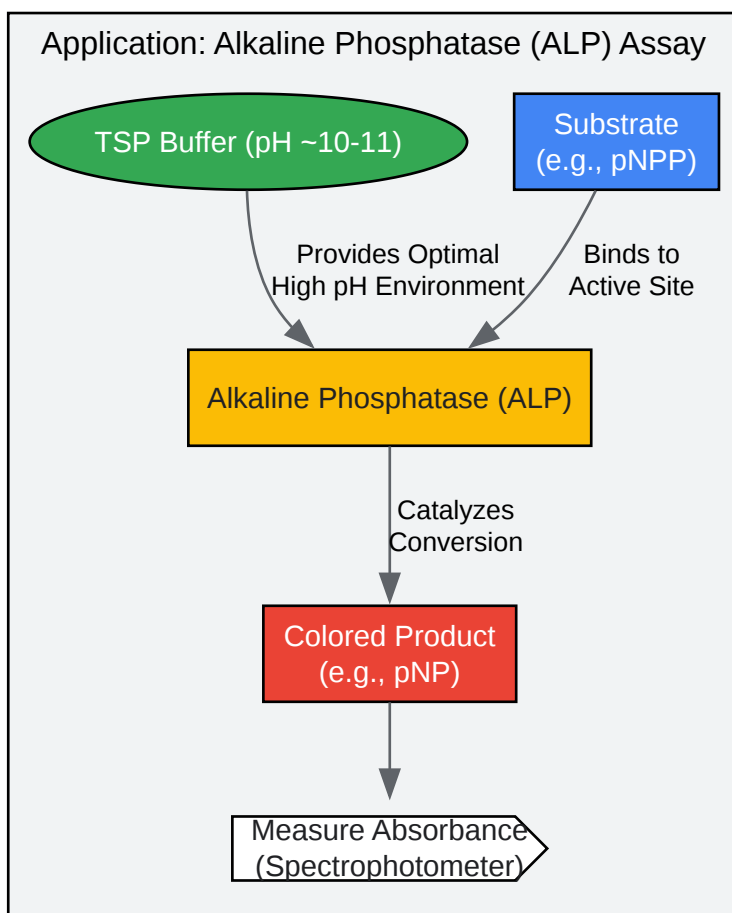 Application: Alkaline Phosphatase (ALP) Assay
TSP Buffer (pH ~10-11)
Substrate
(e.g., pNPP)
Provides Optimal
High pH Environment
Binds to
Active Site
Alkaline Phosphatase (ALP)
Catalyzes
Conversion
Colored Product
(e.g., pNP)
Measure Absorbance
(Spectrophotometer)